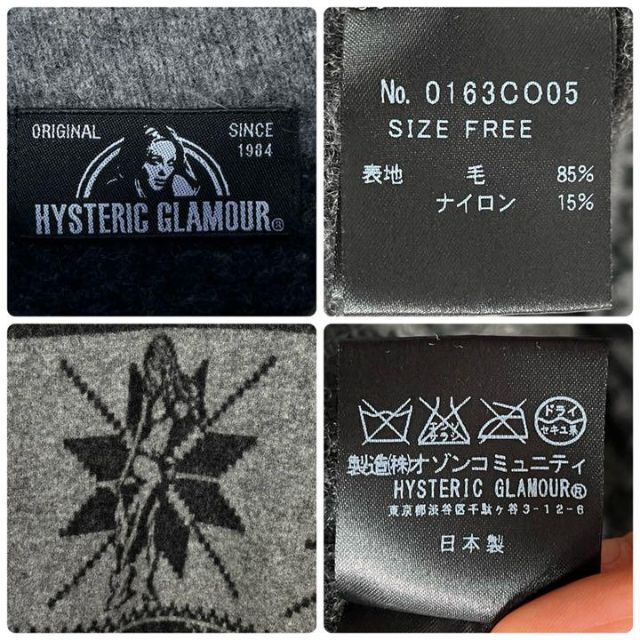 ORIGINAL
SINCE
1984
HYSTERIC GLAMOUR®
No. 0163CO05
SIZE FREE
表地 毛 85%
ナイロン 15%
ドライ
セキユ系
製造(株)オゾンコミュニティ
HYSTERIC GLAMOUR®
東京都渋谷区千駄ヶ谷3-12-6
日本製